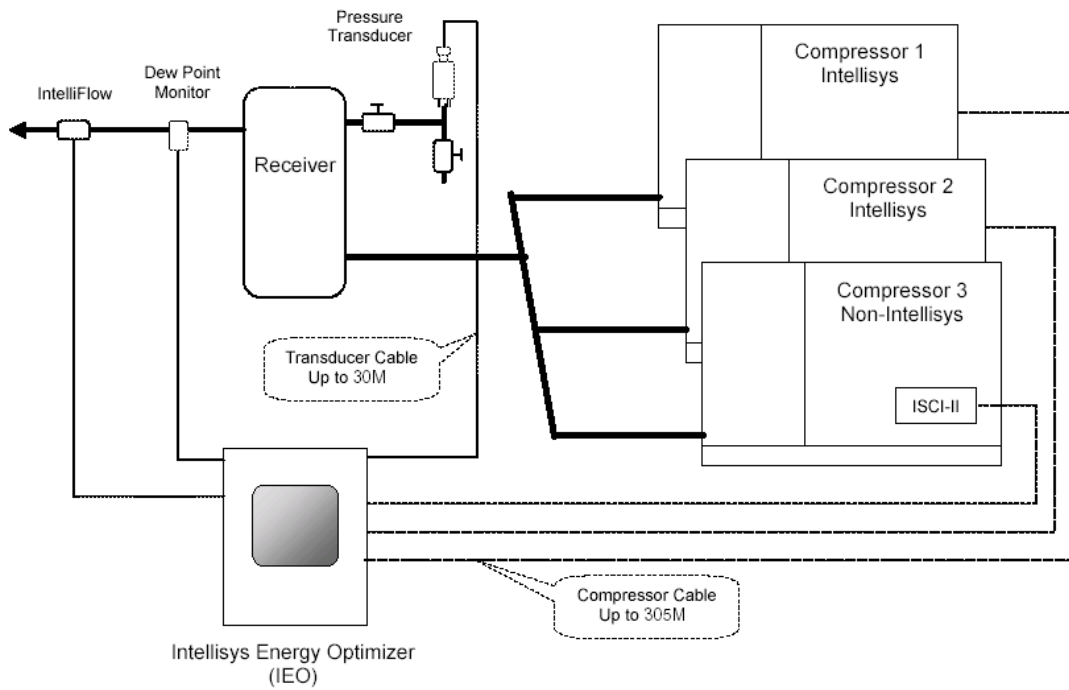 Pressure
Transducer
Dew Point
Monitor
IntelliFlow
Receiver
Compressor 1
Intellisys
Compressor 2
Intellisys
Compressor 3
Non-Intellisys
ISCI-II
Transducer Cable
Up to 30M
Compressor Cable
Up to 305M
Intellisys Energy Optimizer
(IEO)